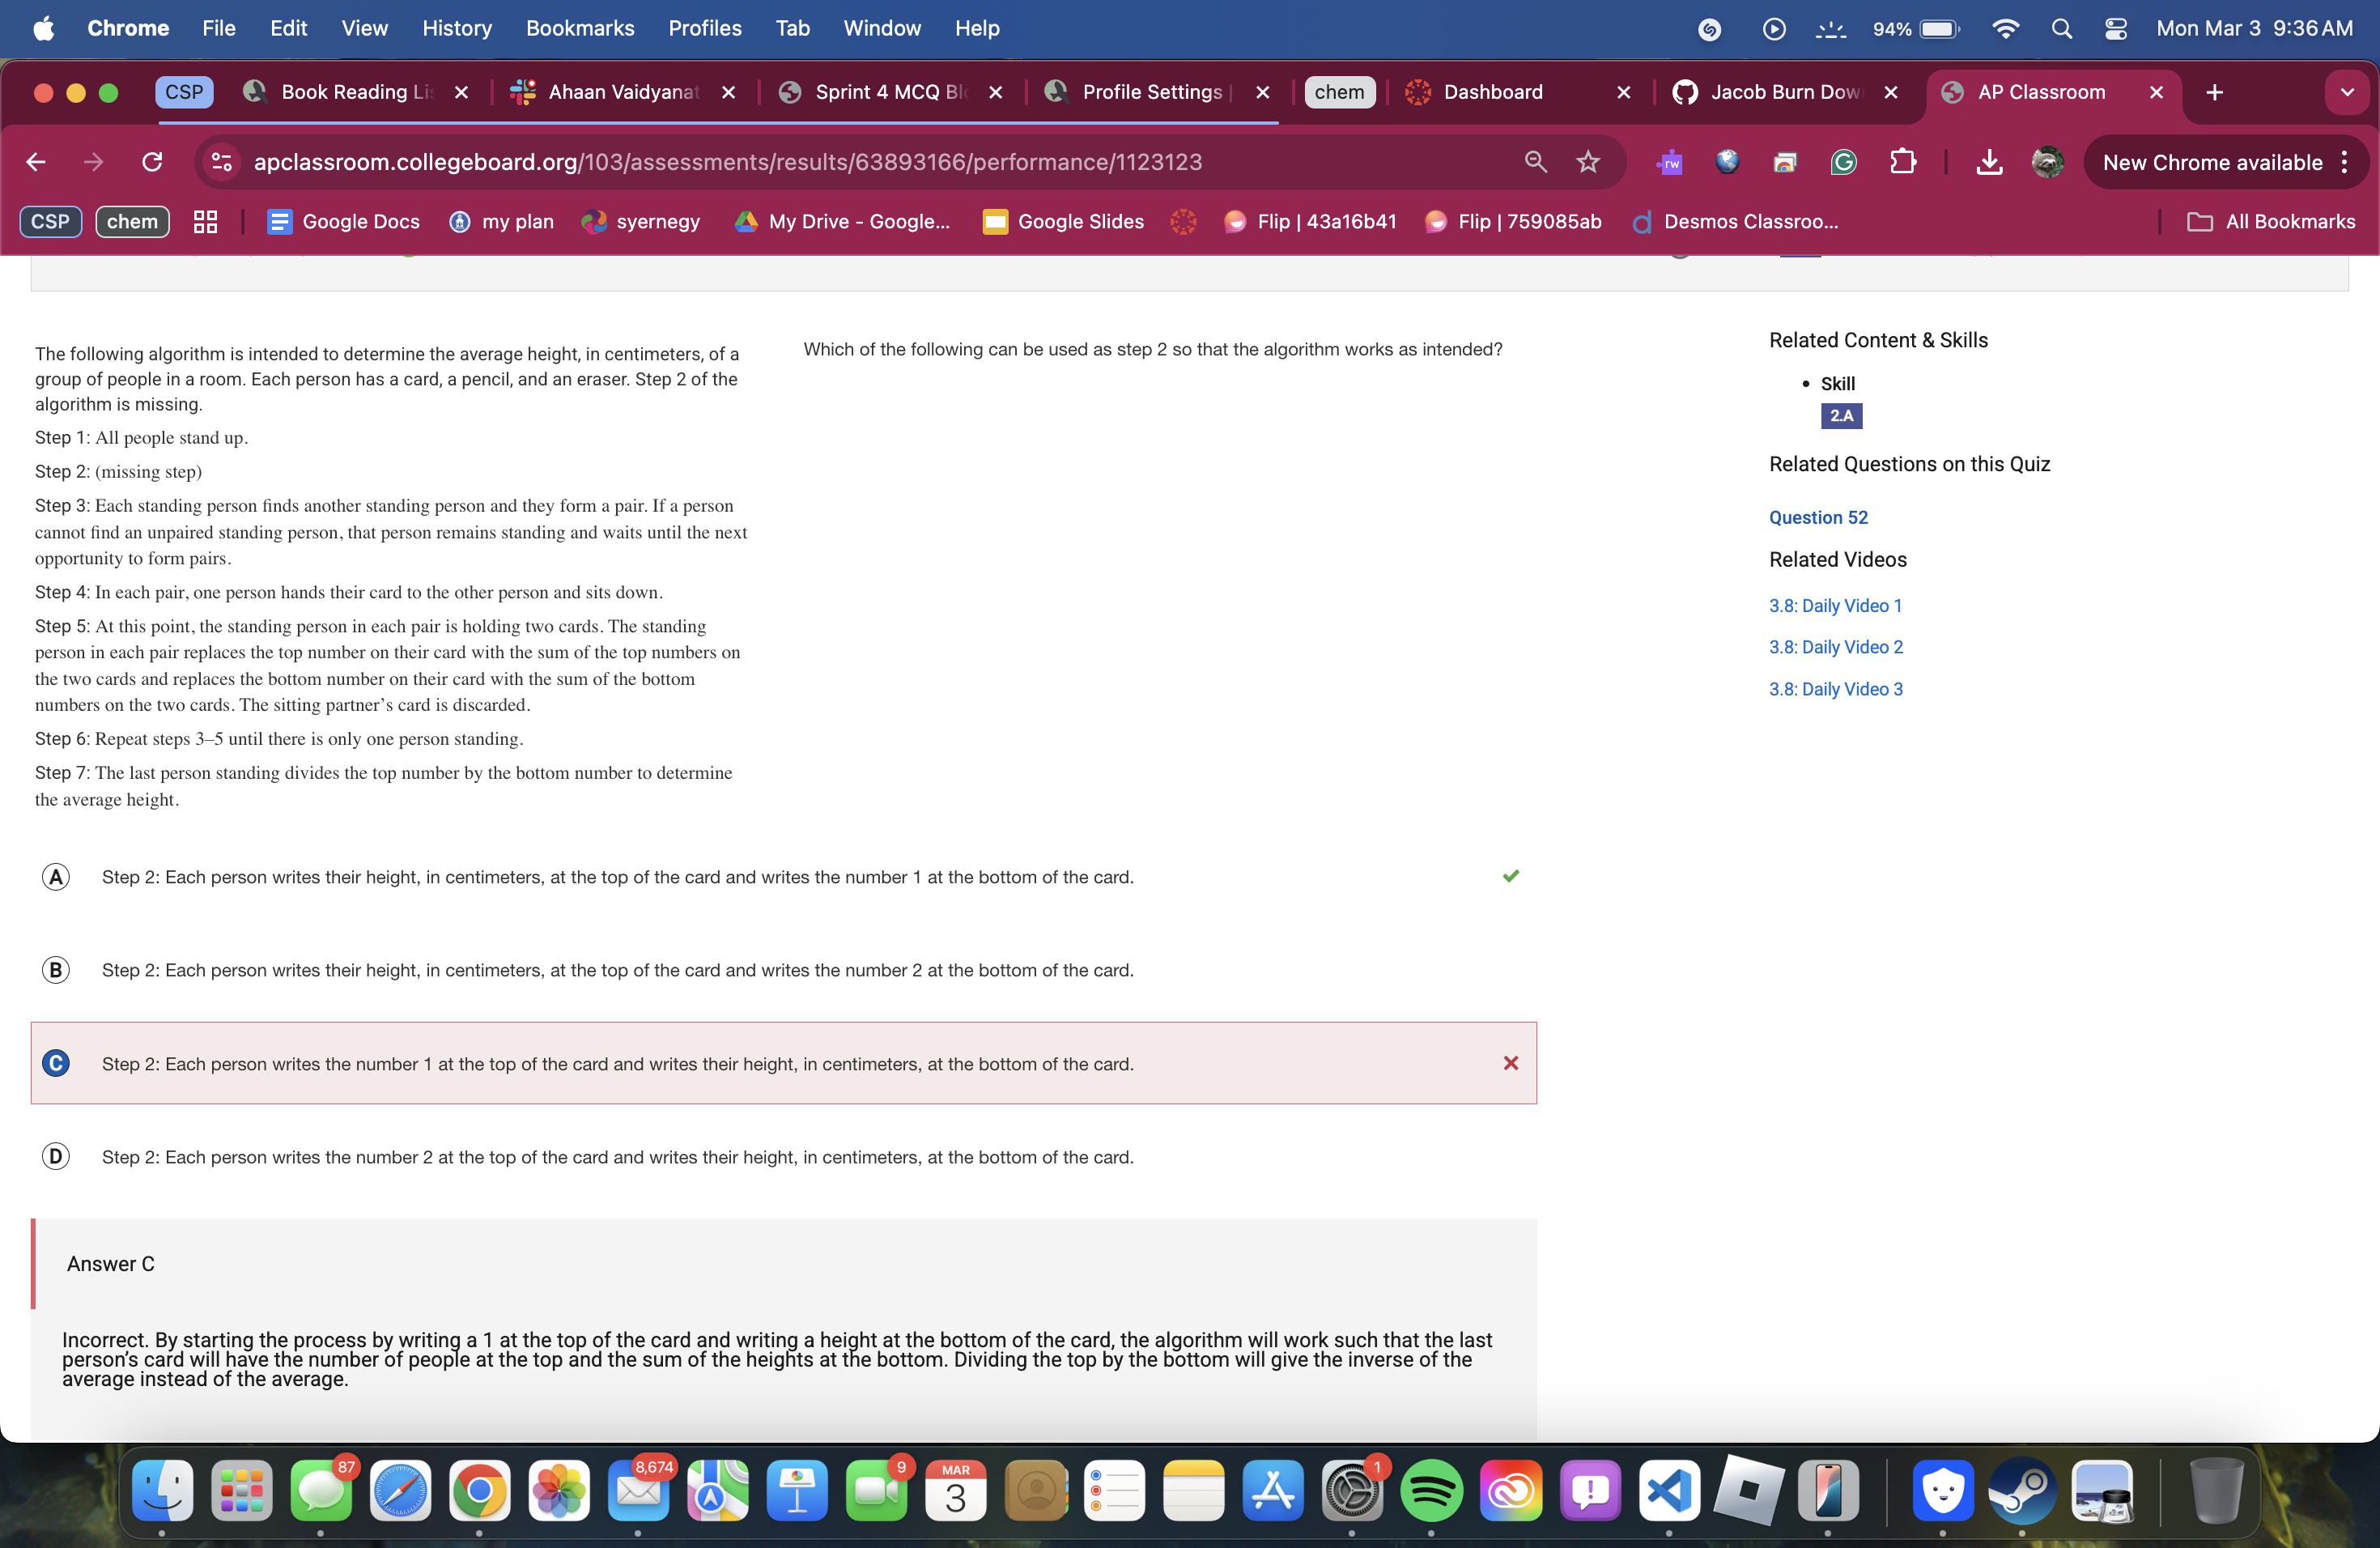 Chrome File Edit View History Bookmarks Profiles Tab Window Help 94% Mon Mar 3 9:36 AM
CSP Book Reading Lis Ahaan Vaidyanat Sprint 4 MCQ Blo Profile Settings | chem Dashboard Jacob Burn Dow AP Classroom
apclassroom.collegeboard.org/103/assessments/results/63893166/performance/1123123 rw New Chrome available
CSP chem Google Docs my plan syernegy My Drive - Google... Google Slides Flip | 43a16b41 Flip | 759085ab Desmos Classroo... All Bookmarks
The following algorithm is intended to determine the average height, in centimeters, of a
group of people in a room. Each person has a card, a pencil, and an eraser. Step 2 of the
algorithm is missing.
Step 1: All people stand up.
Step 2: (missing step)
Step 3: Each standing person finds another standing person and they form a pair. If a person
cannot find an unpaired standing person, that person remains standing and waits until the next
opportunity to form pairs.
Step 4: In each pair, one person hands their card to the other person and sits down.
Step 5: At this point, the standing person in each pair is holding two cards. The standing
person in each pair replaces the top number on their card with the sum of the top numbers on
the two cards and replaces the bottom number on their card with the sum of the bottom
numbers on the two cards. The sitting partner's card is discarded.
Step 6: Repeat steps 3–5 until there is only one person standing.
Step 7: The last person standing divides the top number by the bottom number to determine
the average height.
Which of the following can be used as step 2 so that the algorithm works as intended?
A Step 2: Each person writes their height, in centimeters, at the top of the card and writes the number 1 at the bottom of the card.
B Step 2: Each person writes their height, in centimeters, at the top of the card and writes the number 2 at the bottom of the card.
C Step 2: Each person writes the number 1 at the top of the card and writes their height, in centimeters, at the bottom of the card.
D Step 2: Each person writes the number 2 at the top of the card and writes their height, in centimeters, at the bottom of the card.
Answer C
Incorrect. By starting the process by writing a 1 at the top of the card and writing a height at the bottom of the card, the algorithm will work such that the last
person's card will have the number of people at the top and the sum of the heights at the bottom. Dividing the top by the bottom will give the inverse of the
average instead of the average.
Related Content & Skills
Skill
2.A
Related Questions on this Quiz
Question 52
Related Videos
3.8: Daily Video 1
3.8: Daily Video 2
3.8: Daily Video 3
87 8,674 9 MAR 3 1